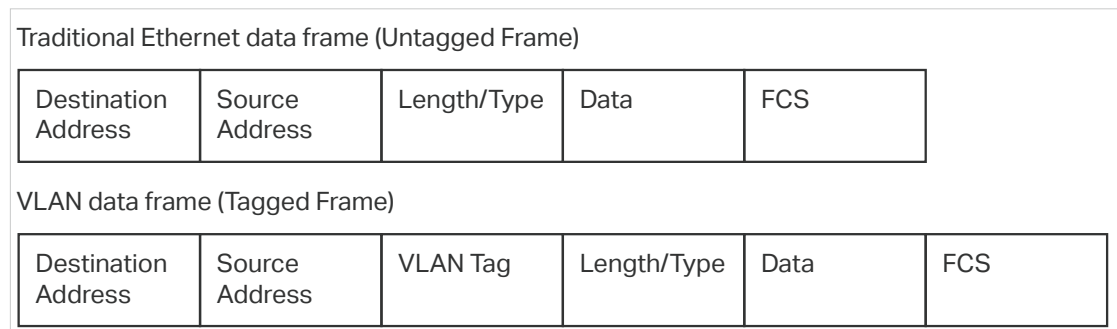 Traditional Ethernet data frame (Untagged Frame)
Destination Address
Source Address
Length/Type
Data
FCS
VLAN data frame (Tagged Frame)
Destination Address
Source Address
VLAN Tag
Length/Type
Data
FCS